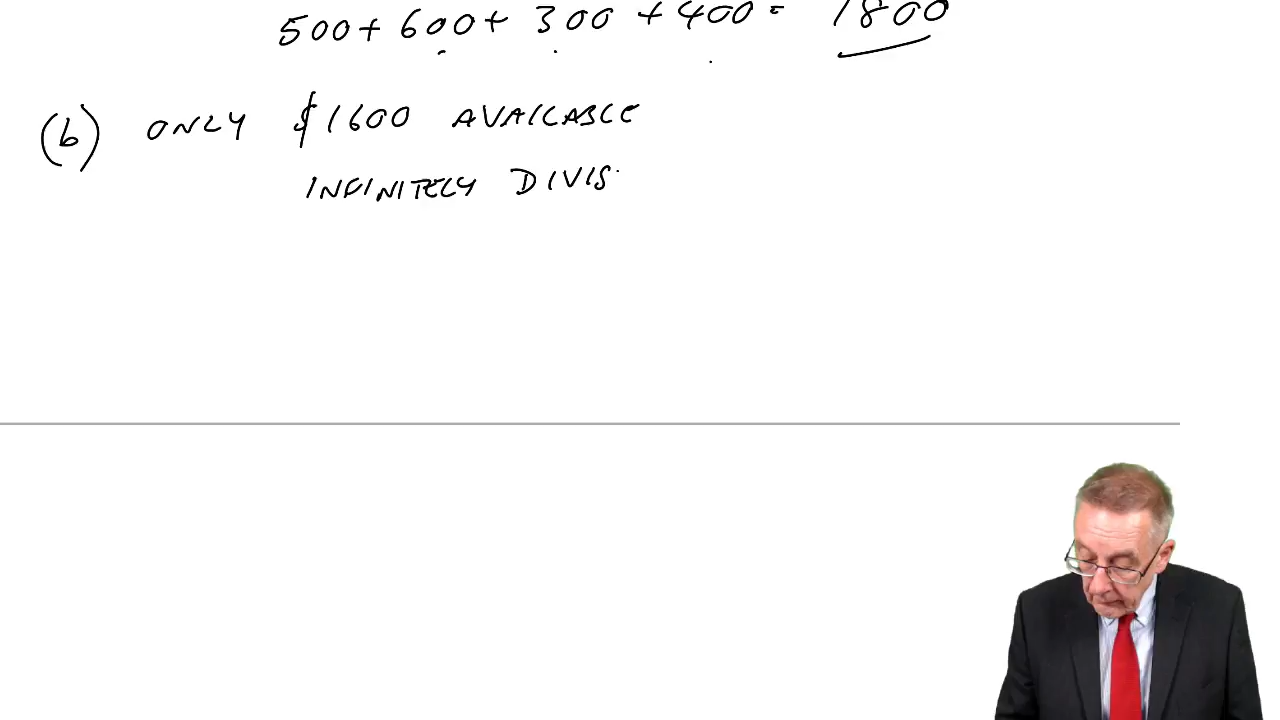 500 + 600 + 300 + 400 = 1800
(b) ONLY $1600 AVAILABLE
INFINITELY DIVIS